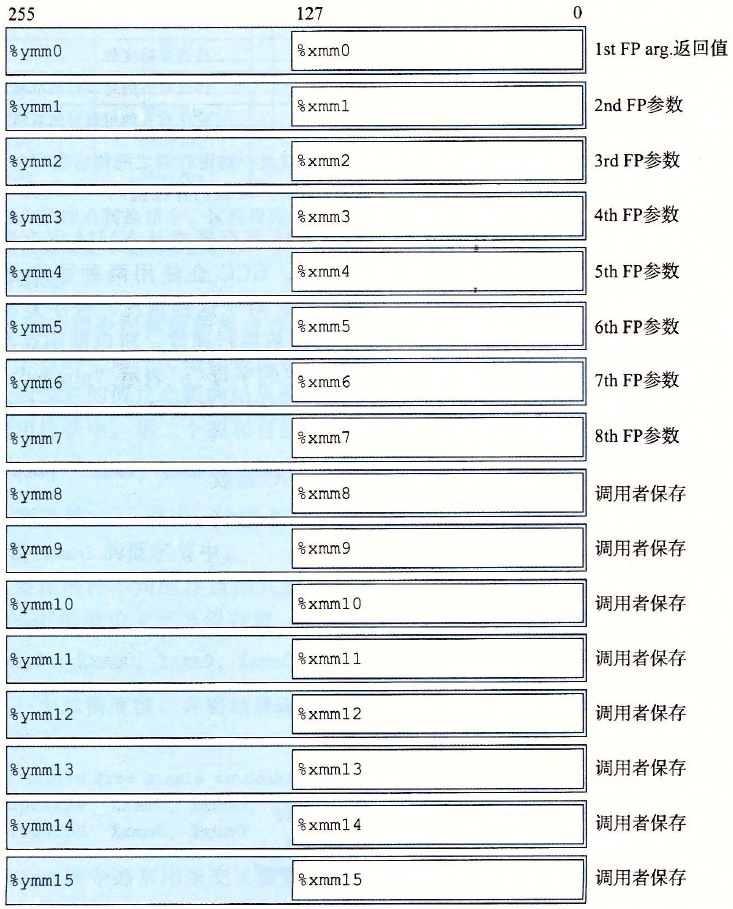 255 127 0
%ymm0 %xmm0 1st FP arg.返回值
%ymm1 %xmm1 2nd FP参数
%ymm2 %xmm2 3rd FP参数
%ymm3 %xmm3 4th FP参数
%ymm4 %xmm4 5th FP参数
%ymm5 %xmm5 6th FP参数
%ymm6 %xmm6 7th FP参数
%ymm7 %xmm7 8th FP参数
%ymm8 %xmm8 调用者保存
%ymm9 %xmm9 调用者保存
%ymm10 %xmm10 调用者保存
%ymm11 %xmm11 调用者保存
%ymm12 %xmm12 调用者保存
%ymm13 %xmm13 调用者保存
%ymm14 %xmm14 调用者保存
%ymm15 %xmm15 调用者保存